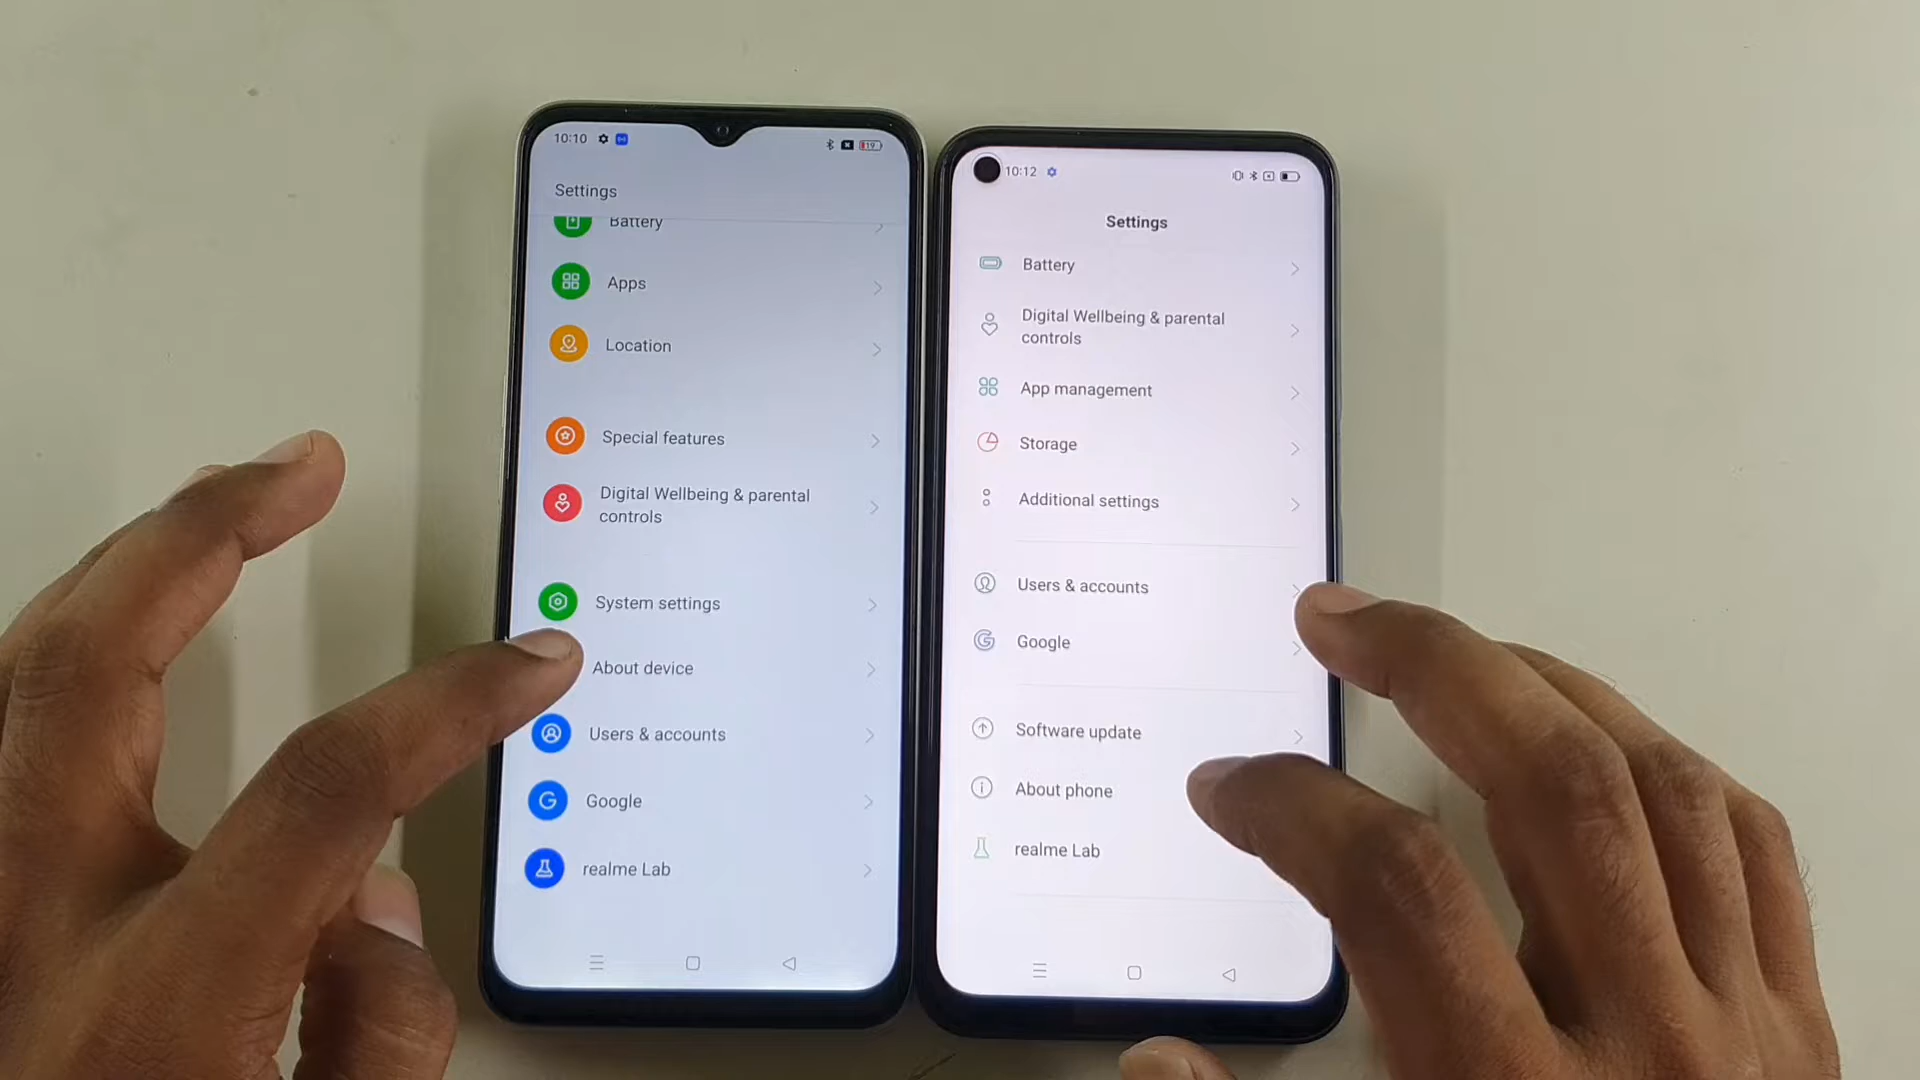 10:10
19
Settings
Battery
Apps
Location
Special features
Digital Wellbeing & parental
controls
System settings
About device
Users & accounts
Google
realme Lab
10:12
Settings
Battery
Digital Wellbeing & parental
controls
App management
Storage
Additional settings
Users & accounts
Google
Software update
About phone
realme Lab